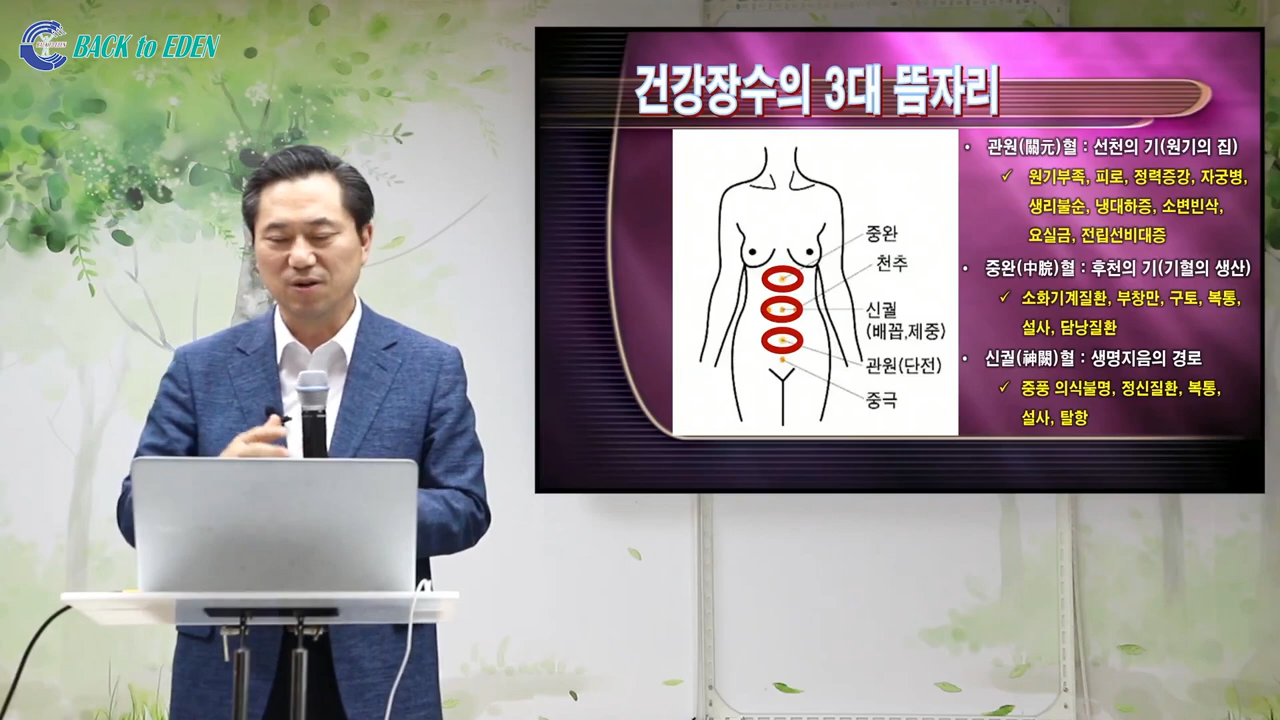 BACK to EDEN
건강장수의 3대 뜸자리
중완
천추
신궐
(배꼽,제중)
관원(단전)
중극
• 관원(關元)혈 : 선천의 기(원기의 집)
✓ 원기부족, 피로, 정력증강, 자궁병,
생리불순, 냉대하증, 소변빈삭,
요실금, 전립선비대증
• 중완(中脘)혈 : 후천의 기(기혈의 생산)
✓ 소화기계질환, 부창만, 구토, 복통,
설사, 담낭질환
• 신궐(神闕)혈 : 생명지음의 경로
✓ 중풍 의식불명, 정신질환, 복통,
설사, 탈항